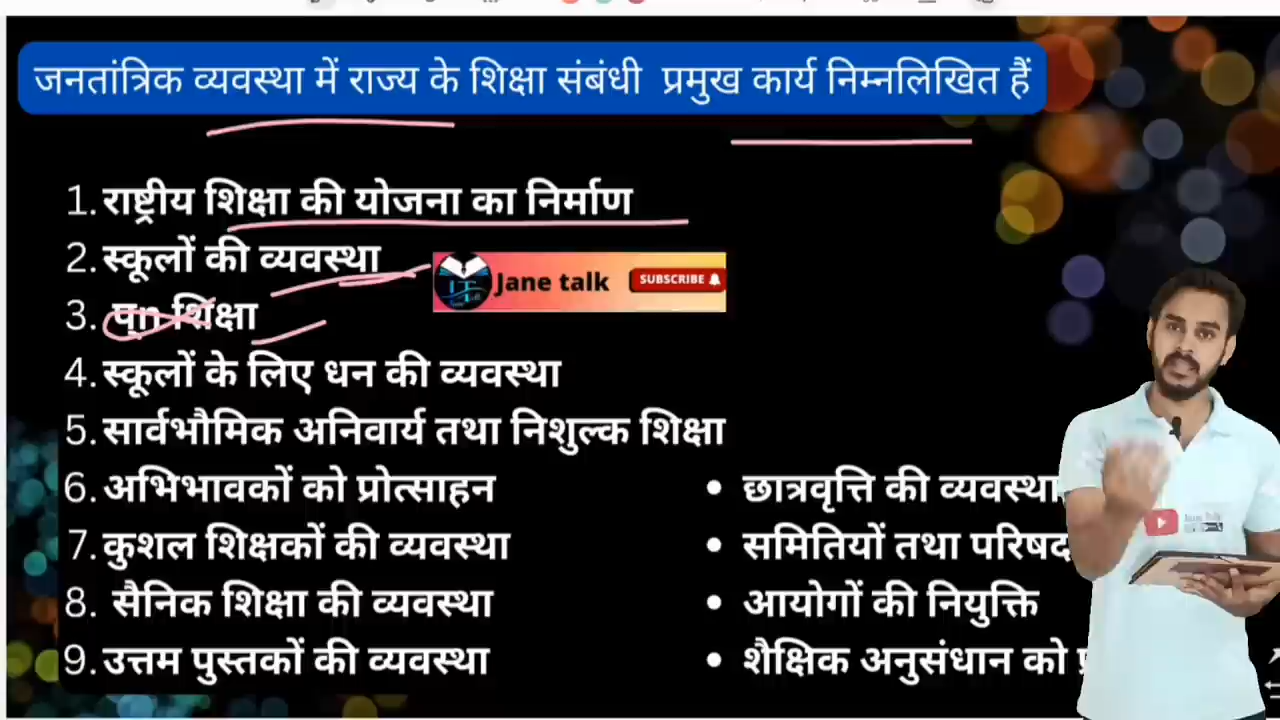 जनतांत्रिक व्यवस्था में राज्य के शिक्षा संबंधी प्रमुख कार्य निम्नलिखित हैं
1. राष्ट्रीय शिक्षा की योजना का निर्माण
2. स्कूलों की व्यवस्था
Jane talk SUBSCRIBE
3. शिक्षा
4. स्कूलों के लिए धन की व्यवस्था
5. सार्वभौमिक अनिवार्य तथा निशुल्क शिक्षा
6. अभिभावकों को प्रोत्साहन
7. कुशल शिक्षकों की व्यवस्था
8. सैनिक शिक्षा की व्यवस्था
9. उत्तम पुस्तकों की व्यवस्था
• छात्रवृत्ति की व्यवस्था
• समितियों तथा परिषद
• आयोगों की नियुक्ति
• शैक्षिक अनुसंधान को